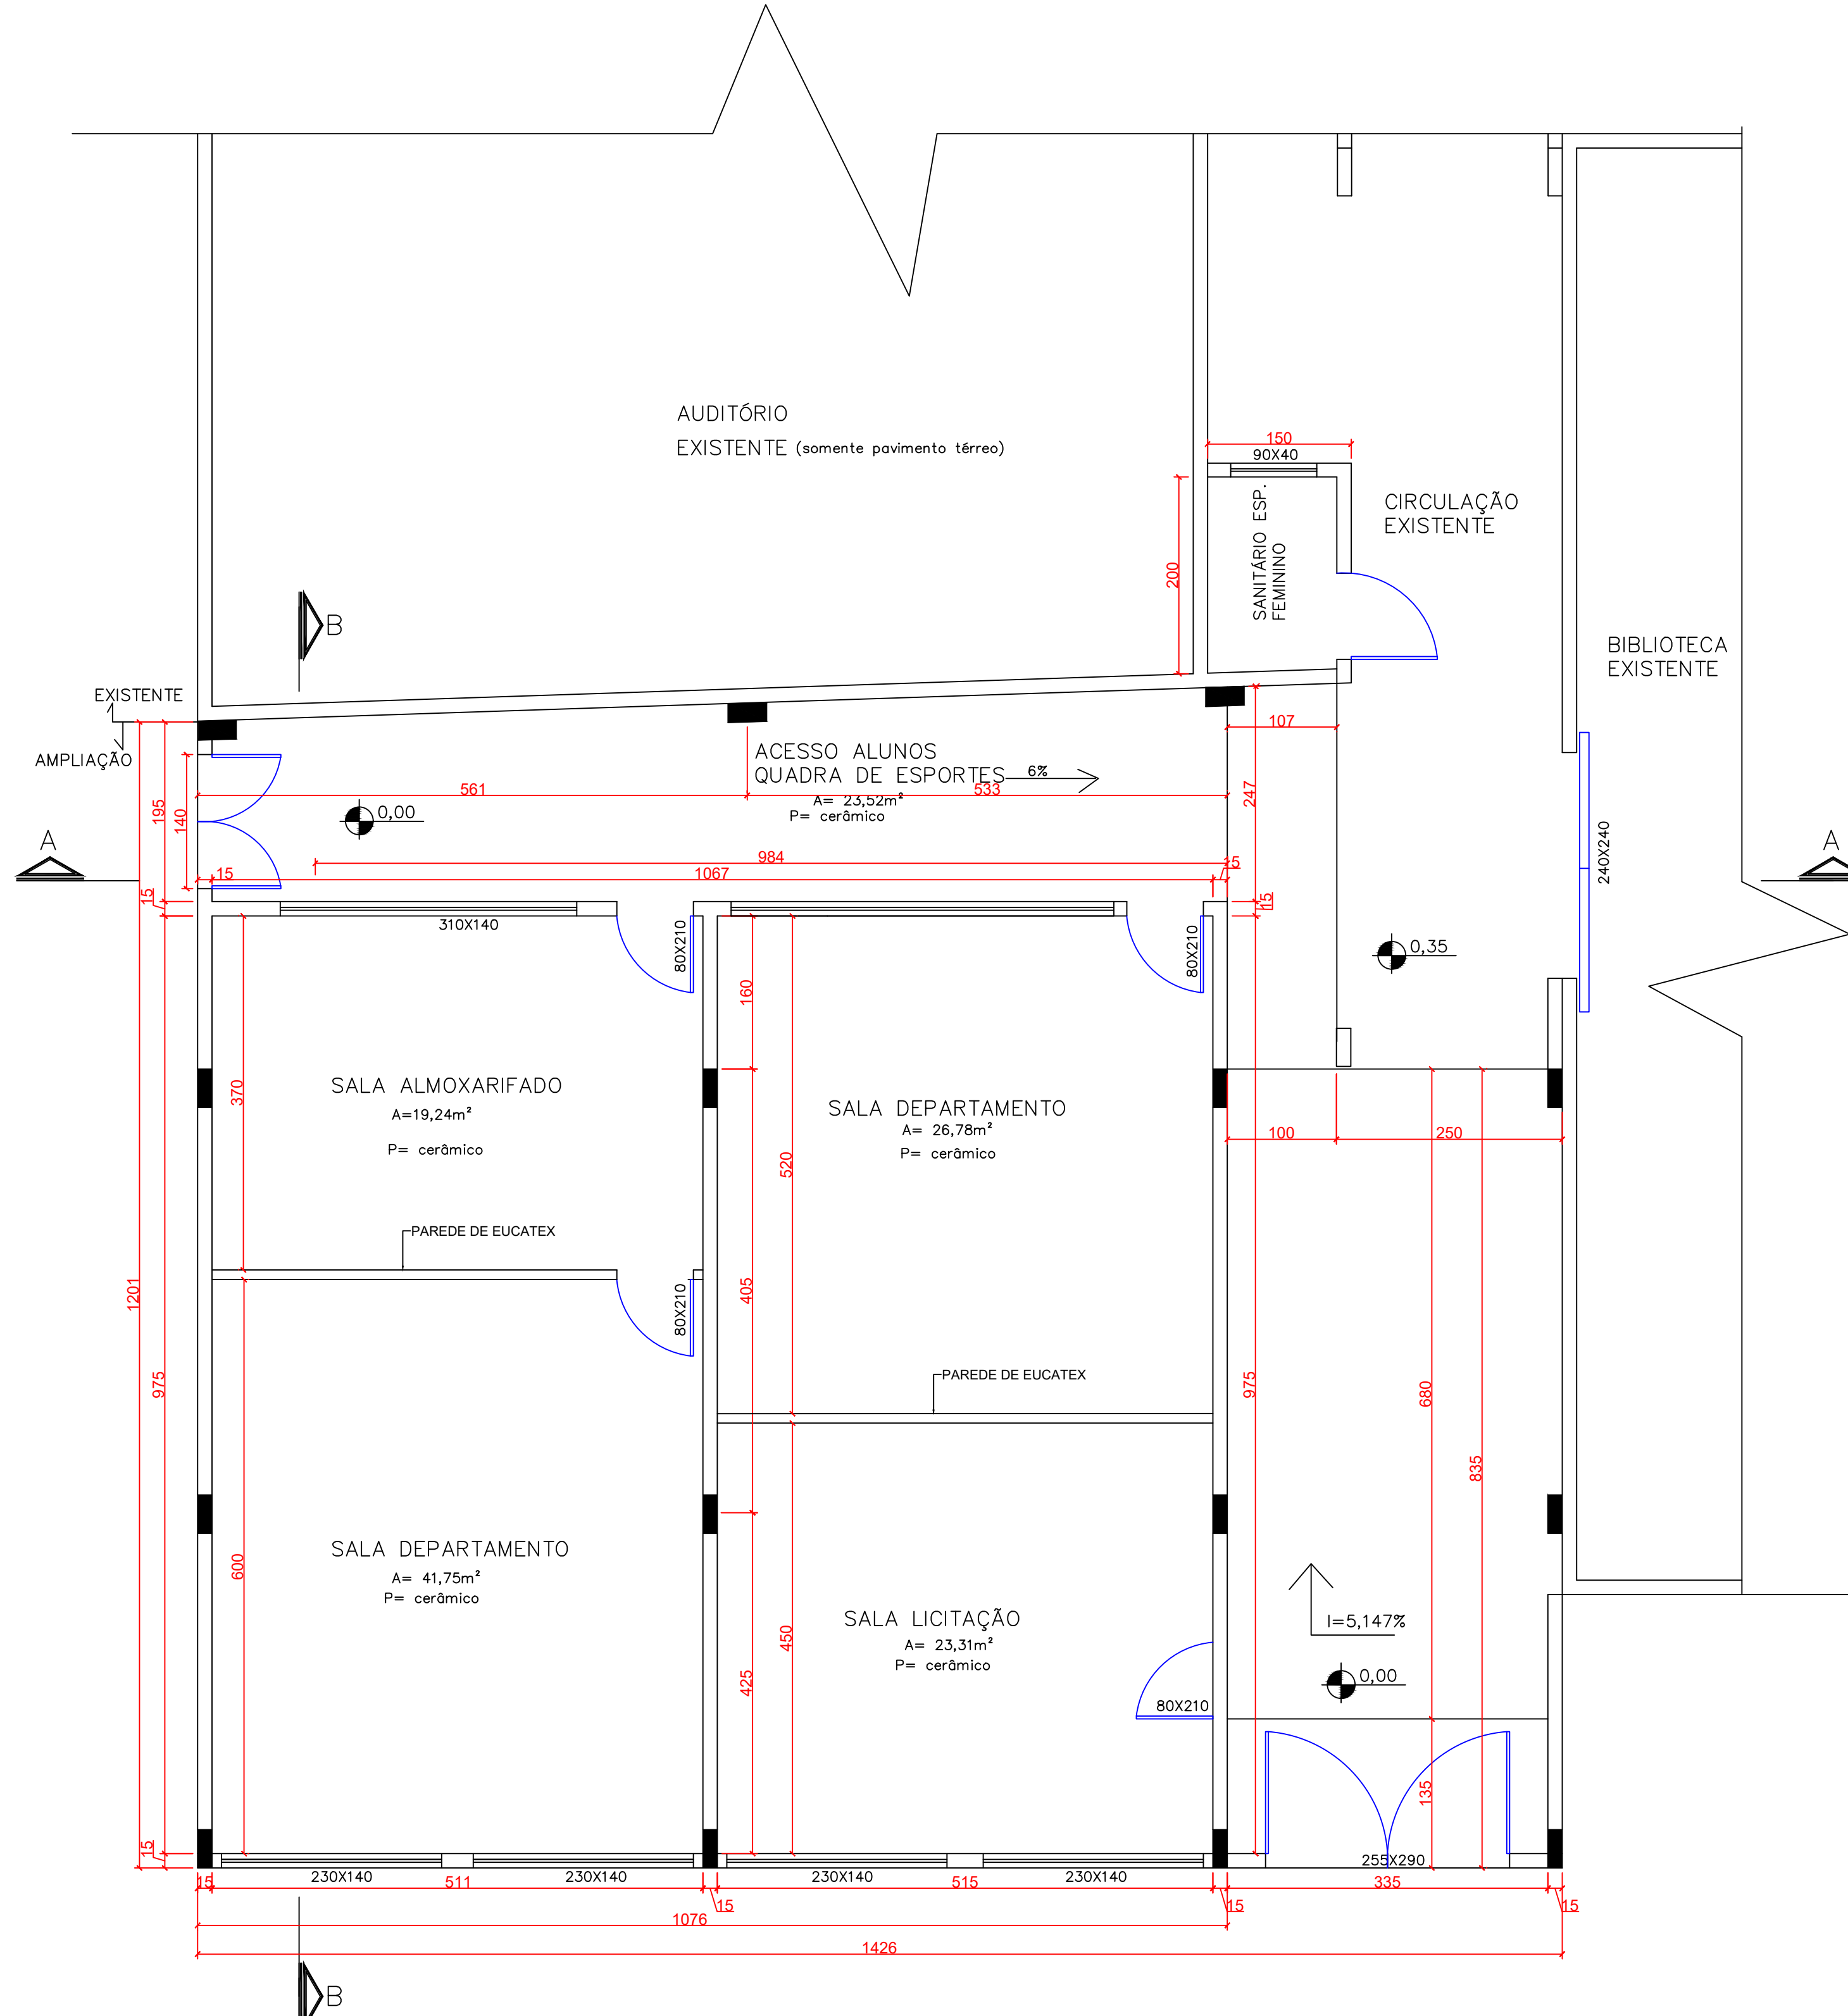 AUDITÓRIO
EXISTENTE (somente pavimento térreo)
150
90X40
SANITÁRIO ESP.
FEMININO
200
CIRCULAÇÃO
EXISTENTE
BIBLIOTECA
EXISTENTE
B
EXISTENTE
AMPLIAÇÃO
107
ACESSO ALUNOS
QUADRA DE ESPORTES
6%
A= 23,52m²
P= cerâmico
561
533
247
195
140
0,00
240X240
A
A
984
15
1067
15
15
15
310X140
80X210
80X210
0,35
160
370
SALA ALMOXARIFADO
A=19,24m²
P= cerâmico
SALA DEPARTAMENTO
A= 26,78m²
P= cerâmico
520
100
250
PAREDE DE EUCATEX
80X210
1201
405
975
PAREDE DE EUCATEX
975
680
835
SALA DEPARTAMENTO
A= 41,75m²
P= cerâmico
600
SALA LICITAÇÃO
A= 23,31m²
P= cerâmico
450
425
I=5,147%
0,00
80X210
135
15
230X140
230X140
230X140
230X140
255X290
15
511
515
335
15
15
15
1076
1426
B